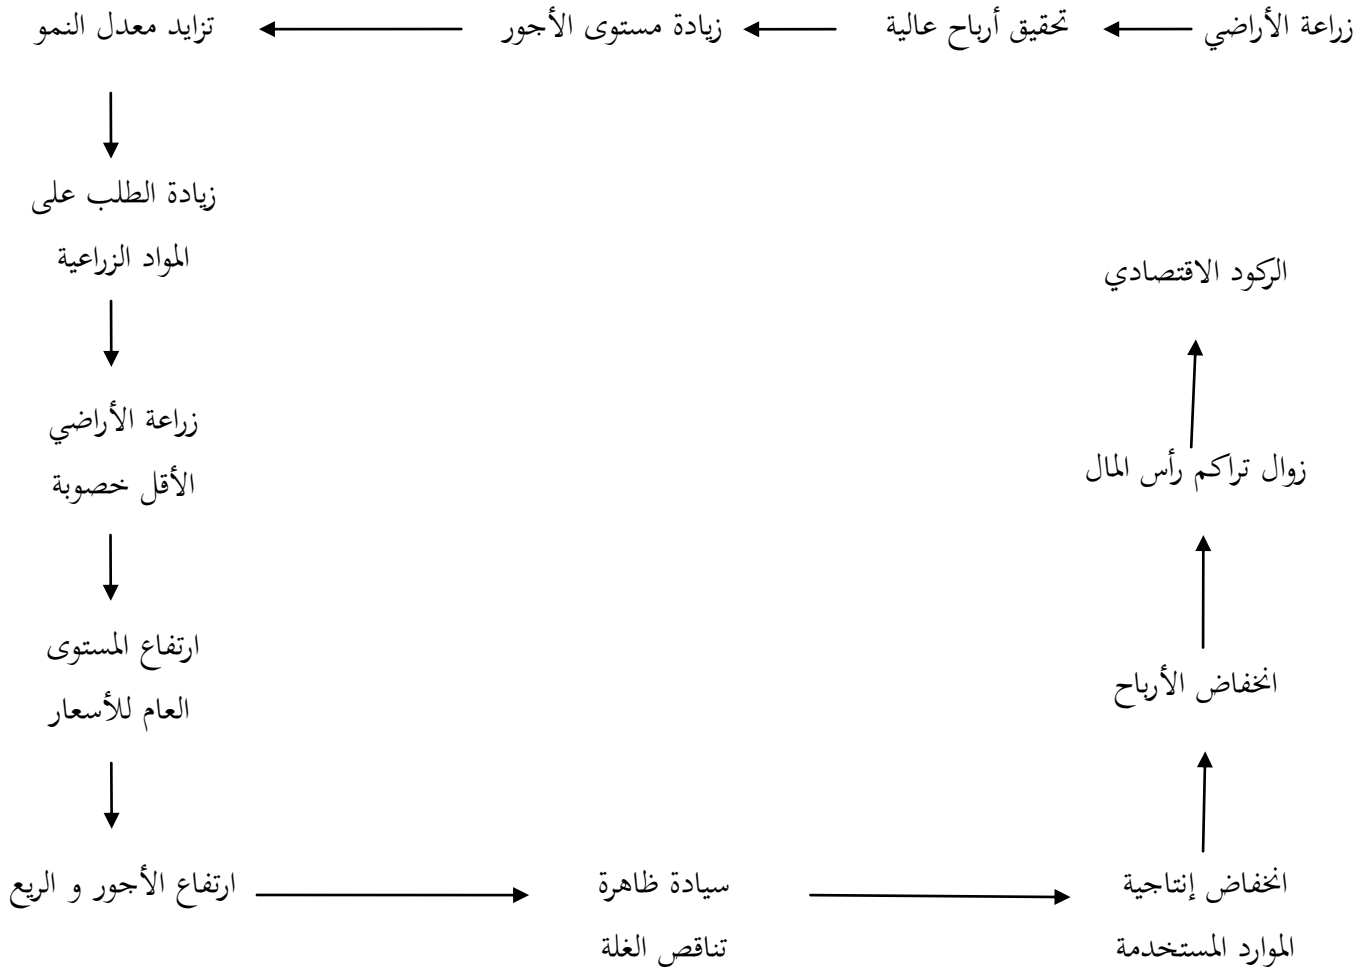 زراعة الأراضي
تحقيق أرباح عالية
زيادة مستوى الأجور
تزايد معدل النمو
زيادة الطلب على
المواد الزراعية
زراعة الأراضي
الأقل خصوبة
ارتفاع المستوى
العام للأسعار
ارتفاع الأجور و الريع
سيادة ظاهرة
تناقص الغلة
انخفاض إنتاجية
الموارد المستخدمة
انخفاض الأرباح
زوال تراكم رأس المال
الركود الاقتصادي